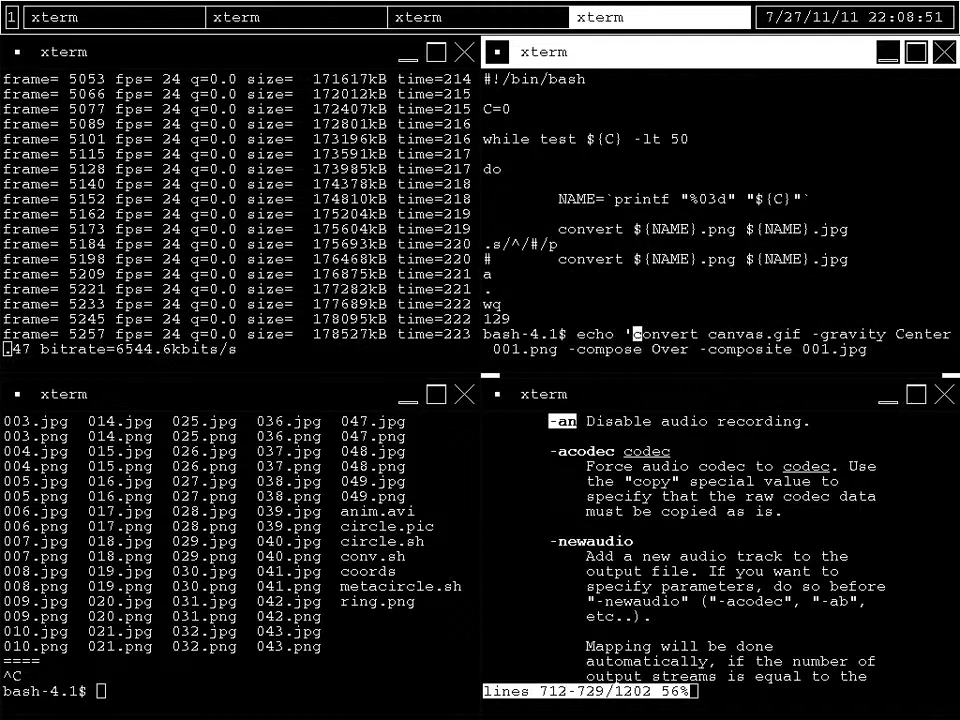 1 xterm xterm xterm xterm 7/27/11/11 22:08:51
xterm
frame= 5053 fps= 24 q=0.0 size=  171617kB time=214
frame= 5066 fps= 24 q=0.0 size=  172012kB time=215
frame= 5077 fps= 24 q=0.0 size=  172407kB time=215
frame= 5089 fps= 24 q=0.0 size=  172801kB time=216
frame= 5101 fps= 24 q=0.0 size=  173196kB time=216
frame= 5115 fps= 24 q=0.0 size=  173591kB time=217
frame= 5128 fps= 24 q=0.0 size=  173985kB time=217
frame= 5140 fps= 24 q=0.0 size=  174378kB time=218
frame= 5152 fps= 24 q=0.0 size=  174810kB time=218
frame= 5162 fps= 24 q=0.0 size=  175204kB time=219
frame= 5173 fps= 24 q=0.0 size=  175604kB time=219
frame= 5184 fps= 24 q=0.0 size=  175693kB time=220
frame= 5198 fps= 24 q=0.0 size=  176468kB time=220
frame= 5209 fps= 24 q=0.0 size=  176875kB time=221
frame= 5221 fps= 24 q=0.0 size=  177282kB time=221
frame= 5233 fps= 24 q=0.0 size=  177689kB time=222
frame= 5245 fps= 24 q=0.0 size=  178095kB time=222
frame= 5257 fps= 24 q=0.0 size=  178527kB time=223
.47 bitrate=6544.6kbits/s
xterm
#!/bin/bash
C=0
while test ${C} -lt 50
do
NAME=`printf "%03d" "${C}"`
convert ${NAME}.png ${NAME}.jpg
.s/^/#/p
#       convert ${NAME}.png ${NAME}.jpg
a
.
wq
129
bash-4.1$ echo 'convert canvas.gif -gravity Center
001.png -compose Over -composite 001.jpg
xterm
003.jpg  014.jpg  025.jpg  036.jpg  047.jpg
003.png  014.png  025.png  036.png  047.png
004.jpg  015.jpg  026.jpg  037.jpg  048.jpg
004.png  015.png  026.png  037.png  048.png
005.jpg  016.jpg  027.jpg  038.jpg  049.jpg
005.png  016.png  027.png  038.png  049.png
006.jpg  017.jpg  028.jpg  039.jpg  anim.avi
006.png  017.png  028.png  039.png  circle.pic
007.jpg  018.jpg  029.jpg  040.jpg  circle.sh
007.png  018.png  029.png  040.png  conv.sh
008.jpg  019.jpg  030.jpg  041.jpg  coords
008.png  019.png  030.png  041.png  metacircle.sh
009.jpg  020.jpg  031.jpg  042.jpg  ring.png
009.png  020.png  031.png  042.png
010.jpg  021.jpg  032.jpg  043.jpg
010.png  021.png  032.png  043.png
====
^C
bash-4.1$
xterm
-an Disable audio recording.
-acodec codec
Force audio codec to codec. Use
the "copy" special value to
specify that the raw codec data
must be copied as is.
-newaudio
Add a new audio track to the
output file. If you want to
specify parameters, do so before
"-newaudio" ("-acodec", "-ab",
etc..).
Mapping will be done
automatically, if the number of
output streams is equal to the
lines 712-729/1202 56%